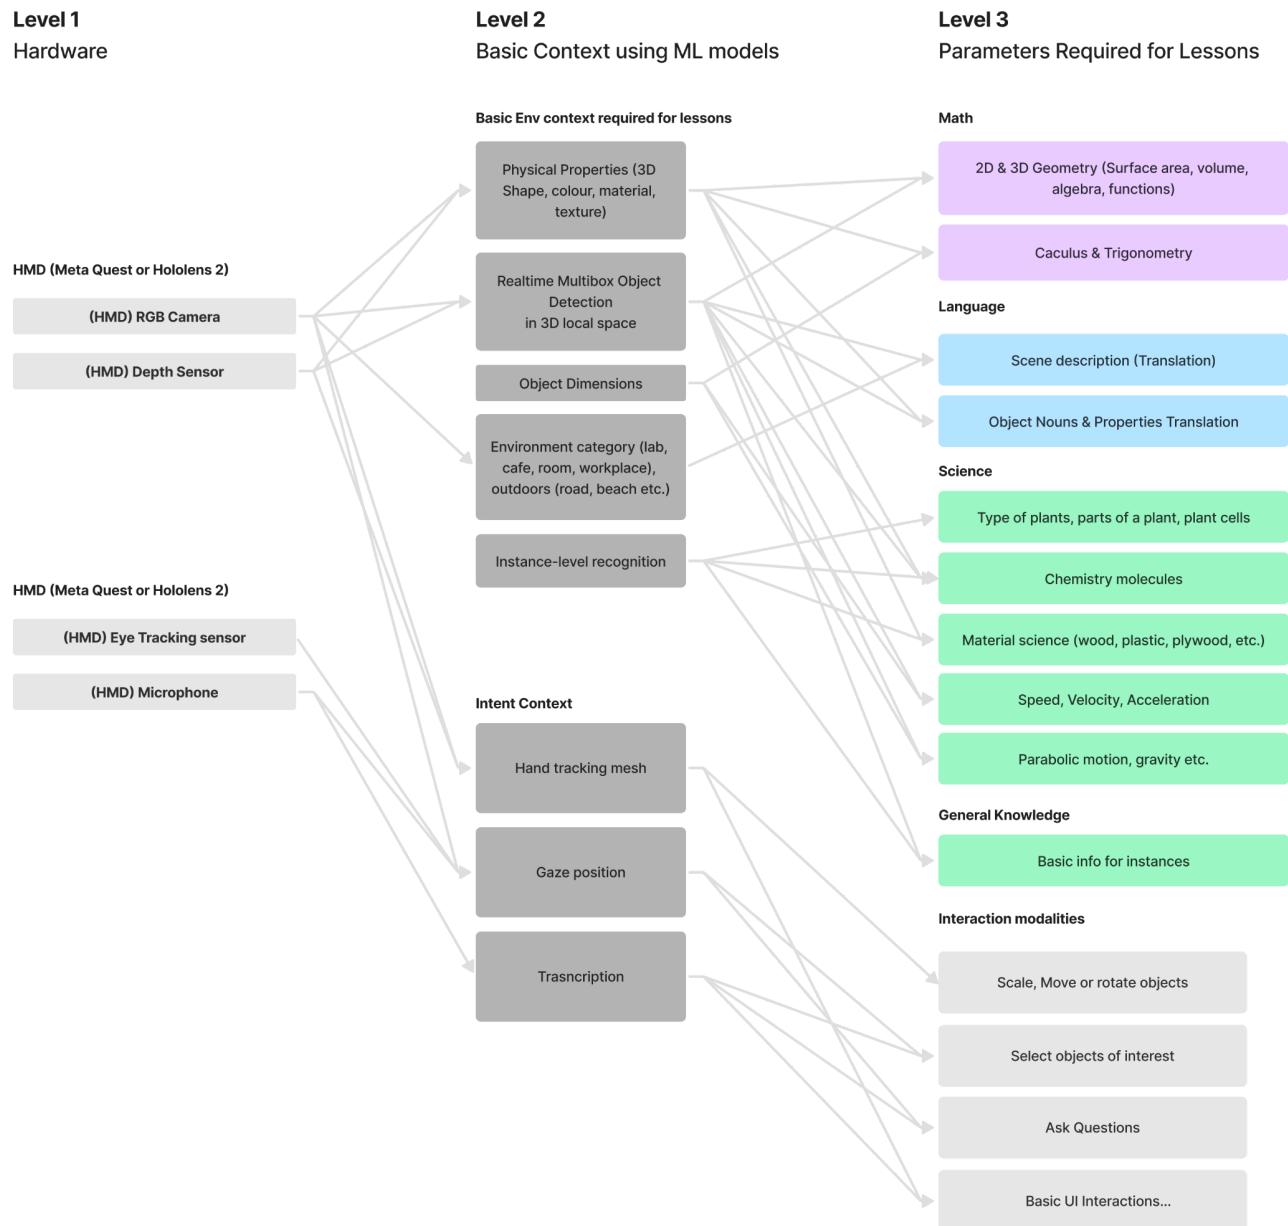 Level 1
Hardware
Level 2
Basic Context using ML models
Level 3
Parameters Required for Lessons
HMD (Meta Quest or Hololens 2)
(HMD) RGB Camera
(HMD) Depth Sensor
HMD (Meta Quest or Hololens 2)
(HMD) Eye Tracking sensor
(HMD) Microphone
Basic Env context required for lessons
Physical Properties (3D
Shape, colour, material,
texture)
Realtime Multibox Object
Detection
in 3D local space
Object Dimensions
Environment category (lab,
cafe, room, workplace),
outdoors (road, beach etc.)
Instance-level recognition
Intent Context
Hand tracking mesh
Gaze position
Trasncription
Math
2D & 3D Geometry (Surface area, volume,
algebra, functions)
Caculus & Trigonometry
Language
Scene description (Translation)
Object Nouns & Properties Translation
Science
Type of plants, parts of a plant, plant cells
Chemistry molecules
Material science (wood, plastic, plywood, etc.)
Speed, Velocity, Acceleration
Parabolic motion, gravity etc.
General Knowledge
Basic info for instances
Interaction modalities
Scale, Move or rotate objects
Select objects of interest
Ask Questions
Basic UI Interactions...